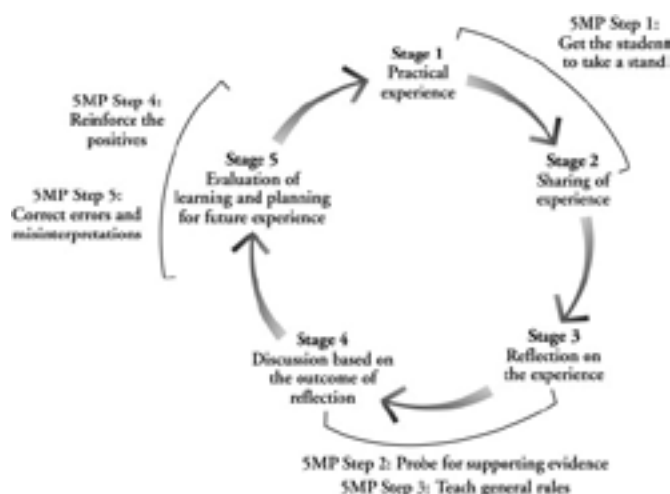 5MP Step 1:
Get the student
to take a stand
Stage 1
Practical
experience
Stage 2
Sharing of
experience
Stage 3
Reflection on
the experience
5MP Step 2: Probe for supporting evidence
5MP Step 3: Teach general rules
Stage 4
Discussion based on
the outcome of
reflection
Stage 5
Evaluation of
learning and planning
for future experience
5MP Step 4:
Reinforce the
positives
5MP Step 5:
Correct errors and
misinterpretations